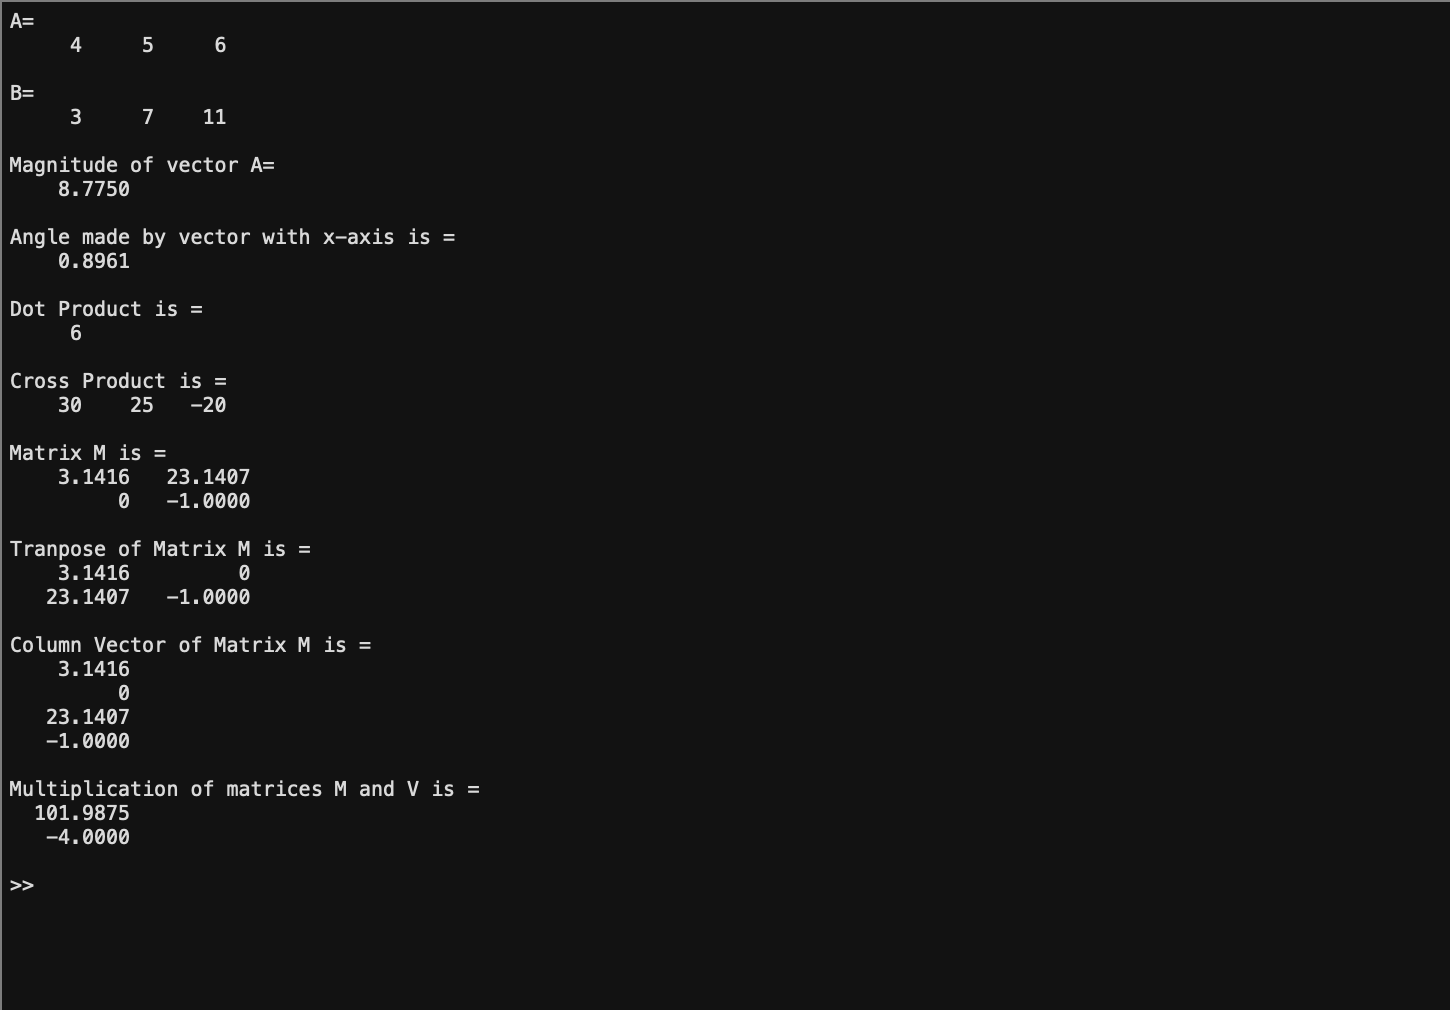 A=
     4     5     6
B=
     3     7    11
Magnitude of vector A=
    8.7750
Angle made by vector with x-axis is =
    0.8961
Dot Product is =
     6
Cross Product is =
    30    25   -20
Matrix M is =
    3.1416   23.1407
         0   -1.0000
Tranpose of Matrix M is =
    3.1416         0
   23.1407   -1.0000
Column Vector of Matrix M is =
    3.1416
         0
   23.1407
   -1.0000
Multiplication of matrices M and V is =
  101.9875
   -4.0000
>>